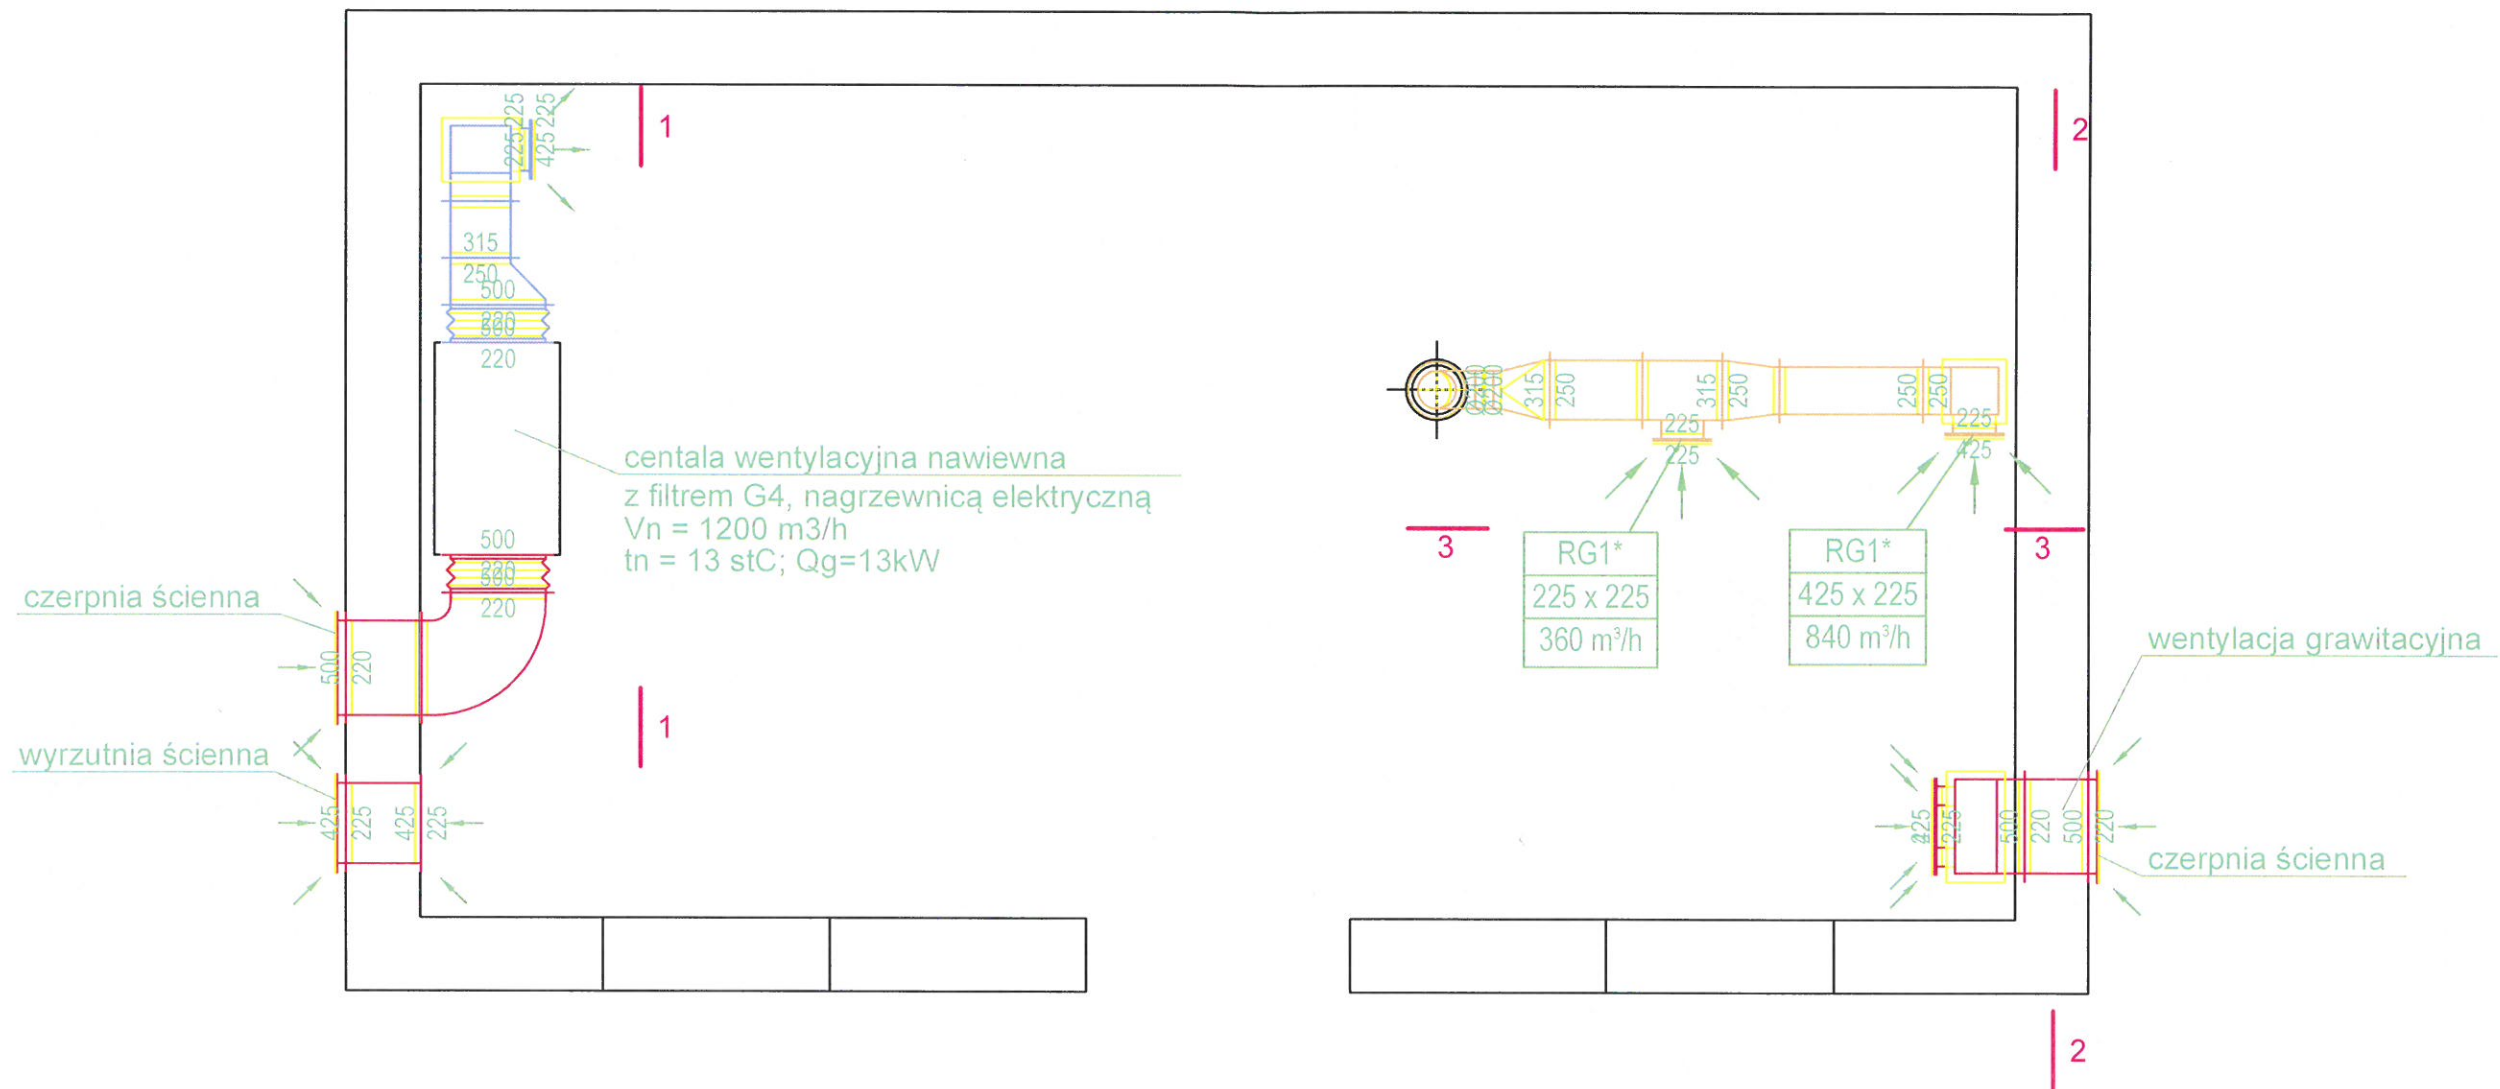 1
2
225
225
225
425
315
250
500
220
centala wentylacyjna nawiewna
z filtrem G4, nagrzewnicą elektryczną
Vn = 1200 m3/h
tn = 13 stC; Qg=13kW
500
220
315
250
315
250
250
250
225
225
225
425
3
3
RG1*
225 x 225
360 m³/h
RG1*
425 x 225
840 m³/h
czerpnia ścienna
500
220
wyrzutnia ścienna
425
225
425
225
1
wentylacja grawitacyjna
225
500
220
500
220
czerpnia ścienna
2